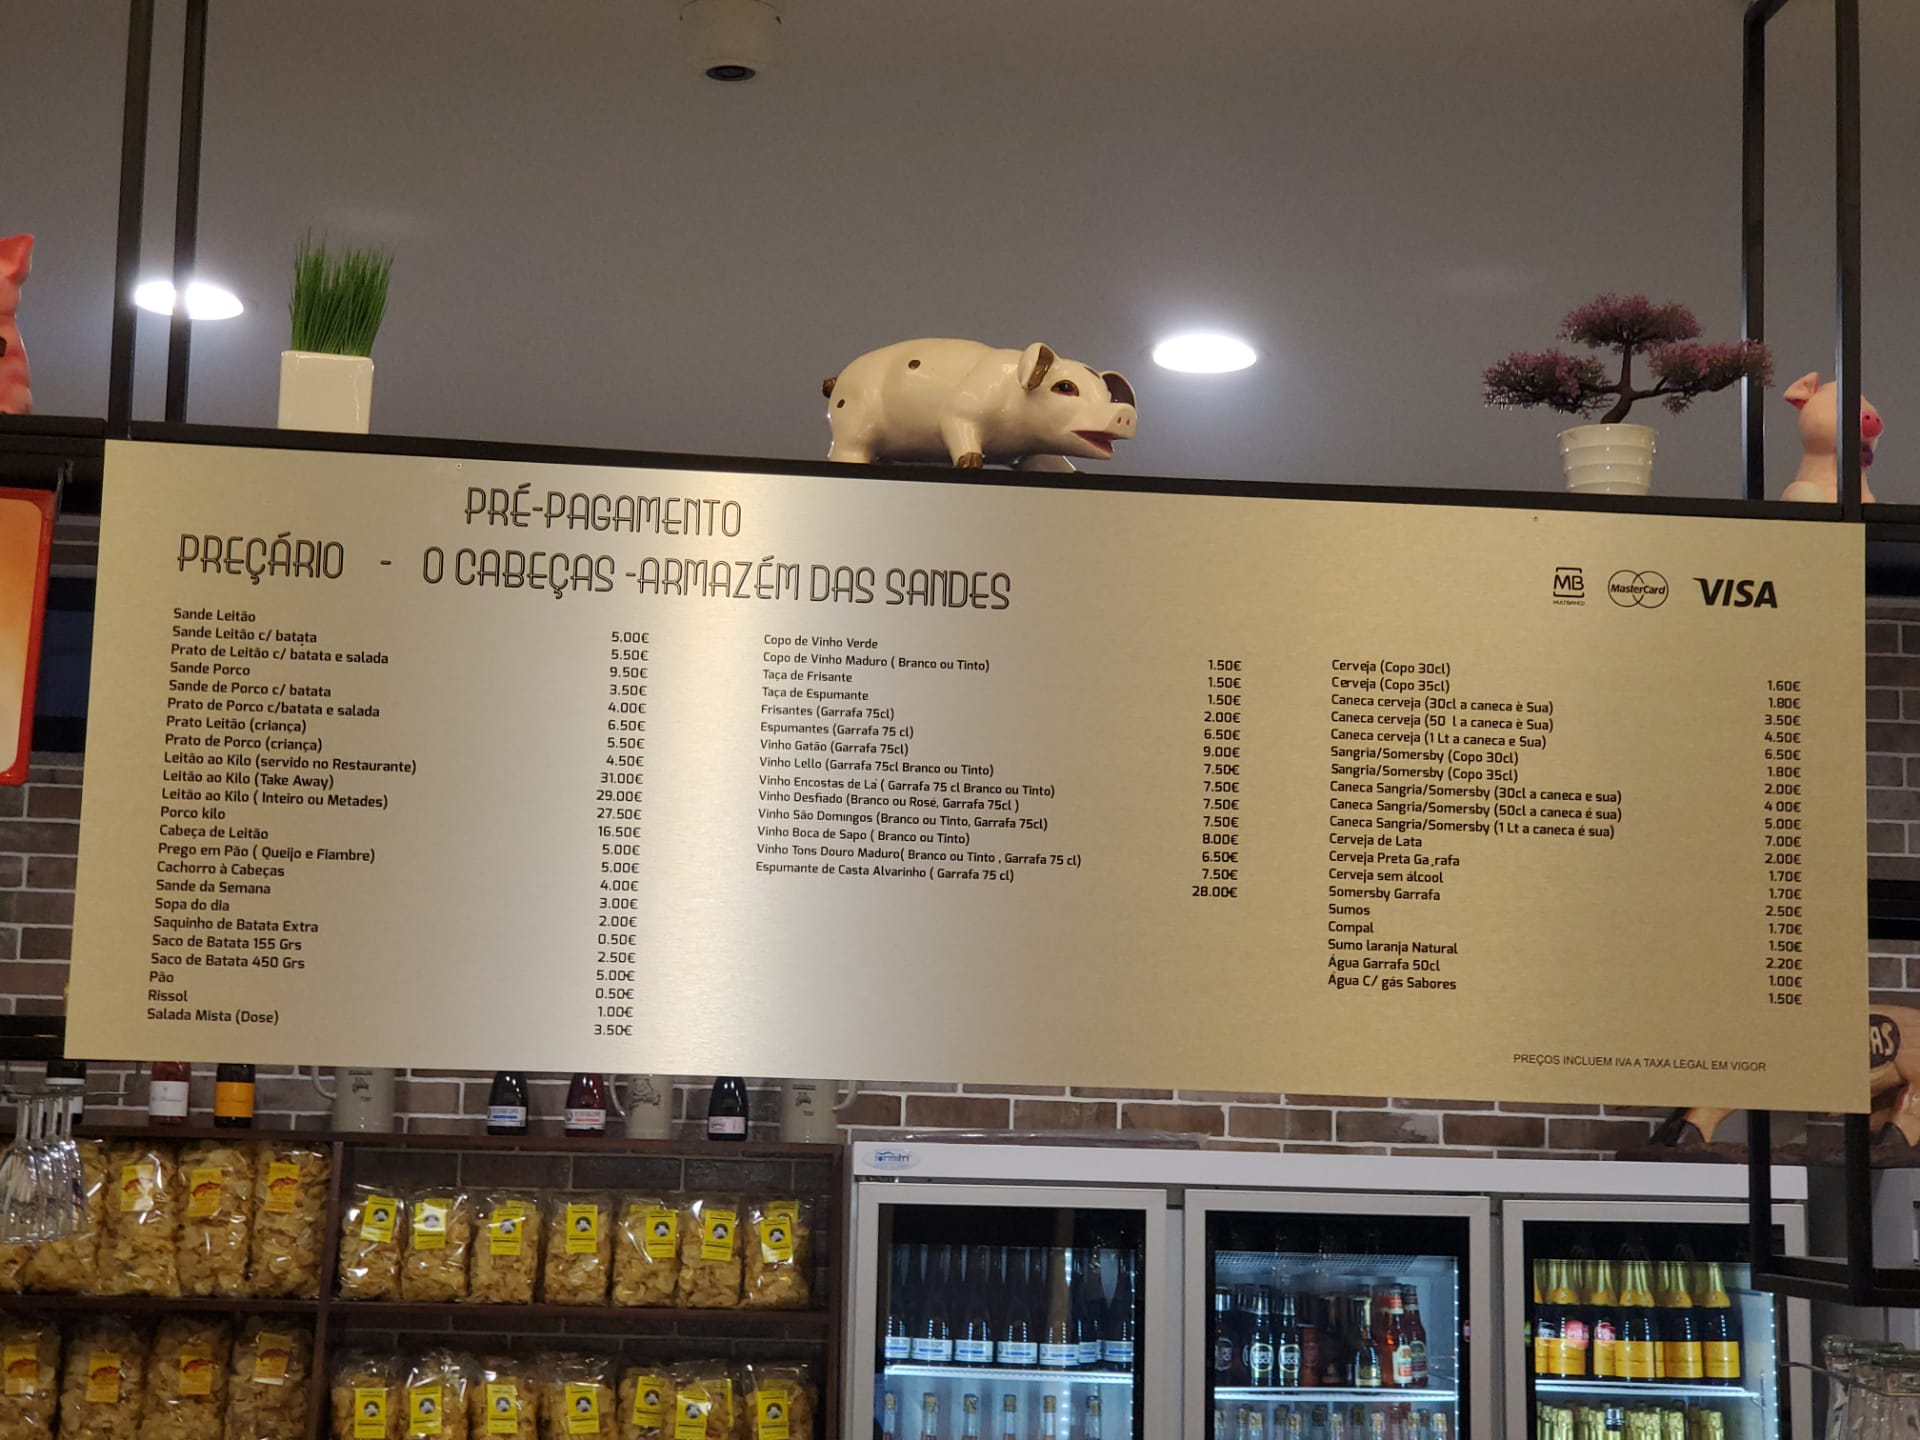 PRÉ-PAGAMENTO
PREÇÁRIO - O CABEÇAS -ARMAZÉM DAS SANDES
MB
MULTIBANCO
MasterCard
VISA
Sande Leitão 5.00€
Sande Leitão c/ batata 5.50€
Prato de Leitão c/ batata e salada 9.50€
Sande Porco 3.50€
Sande de Porco c/ batata 4.00€
Prato de Porco c/batata e salada 6.50€
Prato Leitão (criança) 5.50€
Prato de Porco (criança) 4.50€
Leitão ao Kilo (servido no Restaurante) 31.00€
Leitão ao Kilo (Take Away) 29.00€
Leitão ao Kilo ( Inteiro ou Metades) 27.50€
Porco kilo 16.50€
Cabeça de Leitão 5.00€
Prego em Pão ( Queijo e Fiambre) 5.00€
Cachorro à Cabeças 4.00€
Sande da Semana 3.00€
Sopa do dia 2.00€
Saquinho de Batata Extra 0.50€
Saco de Batata 155 Grs 2.50€
Saco de Batata 450 Grs 5.00€
Pão 0.50€
Rissol 1.00€
Salada Mista (Dose) 3.50€
Copo de Vinho Verde 1.50€
Copo de Vinho Maduro ( Branco ou Tinto) 1.50€
Taça de Frisante 1.50€
Taça de Espumante 2.00€
Frisantes (Garrafa 75cl) 6.50€
Espumantes (Garrafa 75 cl) 9.00€
Vinho Gatão (Garrafa 75cl) 7.50€
Vinho Lello (Garrafa 75cl Branco ou Tinto) 7.50€
Vinho Encostas de Lá ( Garrafa 75 cl Branco ou Tinto) 7.50€
Vinho Desfiado (Branco ou Rosé, Garrafa 75cl ) 7.50€
Vinho São Domingos (Branco ou Tinto, Garrafa 75cl) 8.00€
Vinho Boca de Sapo ( Branco ou Tinto) 6.50€
Vinho Tons Douro Maduro( Branco ou Tinto , Garrafa 75 cl) 7.50€
Espumante de Casta Alvarinho ( Garrafa 75 cl) 28.00€
Cerveja (Copo 30cl) 1.60€
Cerveja (Copo 35cl) 1.80€
Caneca cerveja (30cl a caneca è Sua) 3.50€
Caneca cerveja (50 l a caneca è Sua) 4.50€
Caneca cerveja (1 Lt a caneca e Sua) 6.50€
Sangria/Somersby (Copo 30cl) 1.80€
Sangria/Somersby (Copo 35cl) 2.00€
Caneca Sangria/Somersby (30cl a caneca e sua) 4 00€
Caneca Sangria/Somersby (50cl a caneca é sua) 5.00€
Caneca Sangria/Somersby (1 Lt a caneca é sua) 7.00€
Cerveja de Lata 2.00€
Cerveja Preta Ga rafa 1.70€
Cerveja sem álcool 1.70€
Somersby Garrafa 2.50€
Sumos 1.70€
Compal 1.50€
Sumo laranja Natural 2.20€
Água Garrafa 50cl 1.00€
Água C/ gás Sabores 1.50€
PREÇOS INCLUEM IVA A TAXA LEGAL EM VIGOR